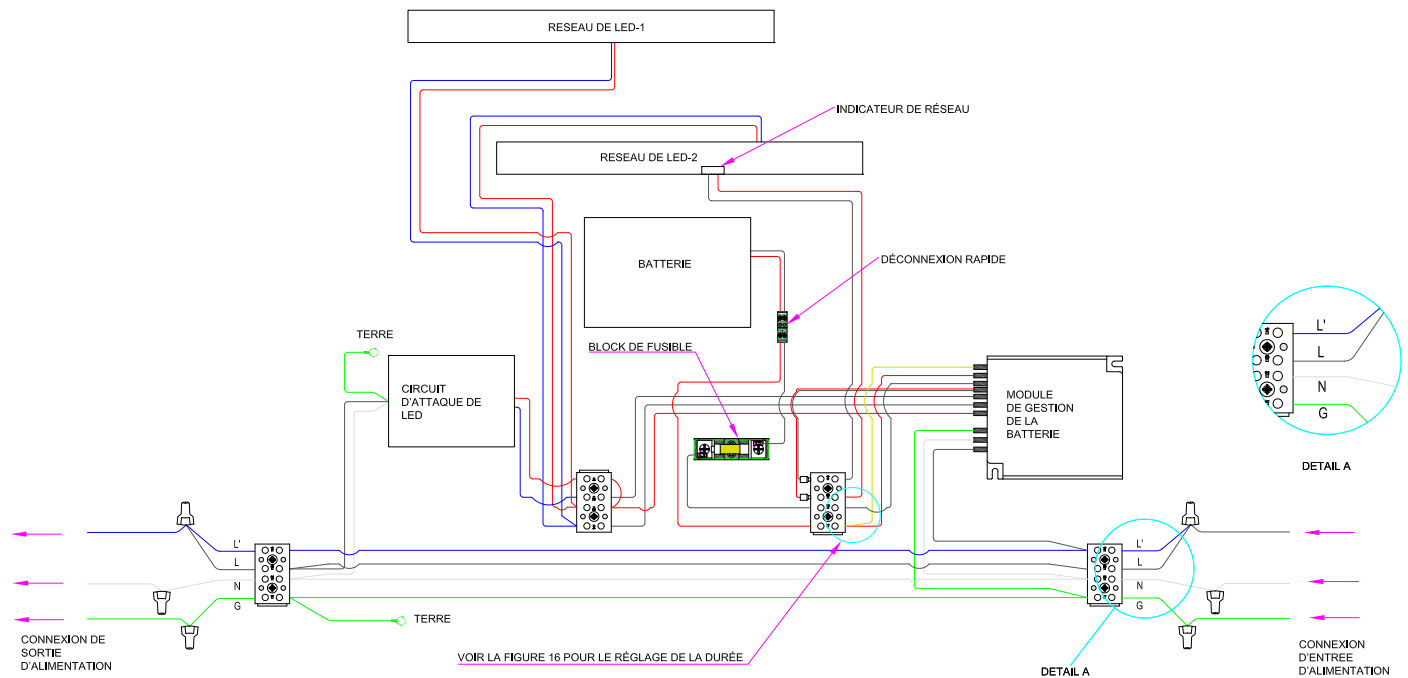 RESEAU DE LED-1
INDICATEUR DE RÉSEAU
RESEAU DE LED-2
BATTERIE
DÉCONNEXION RAPIDE
TERRE
BLOCK DE FUSIBLE
CIRCUIT
D'ATTAQUE DE
LED
MODULE
DE GESTION
DE LA
BATTERIE
L'
L
N
G
DETAIL A
L'
L
N
G
TERRE
L'
L
N
G
CONNEXION DE
SORTIE
D'ALIMENTATION
VOIR LA FIGURE 16 POUR LE RÉGLAGE DE LA DURÉE
DETAIL A
CONNEXION
D'ENTREE
D'ALIMENTATION